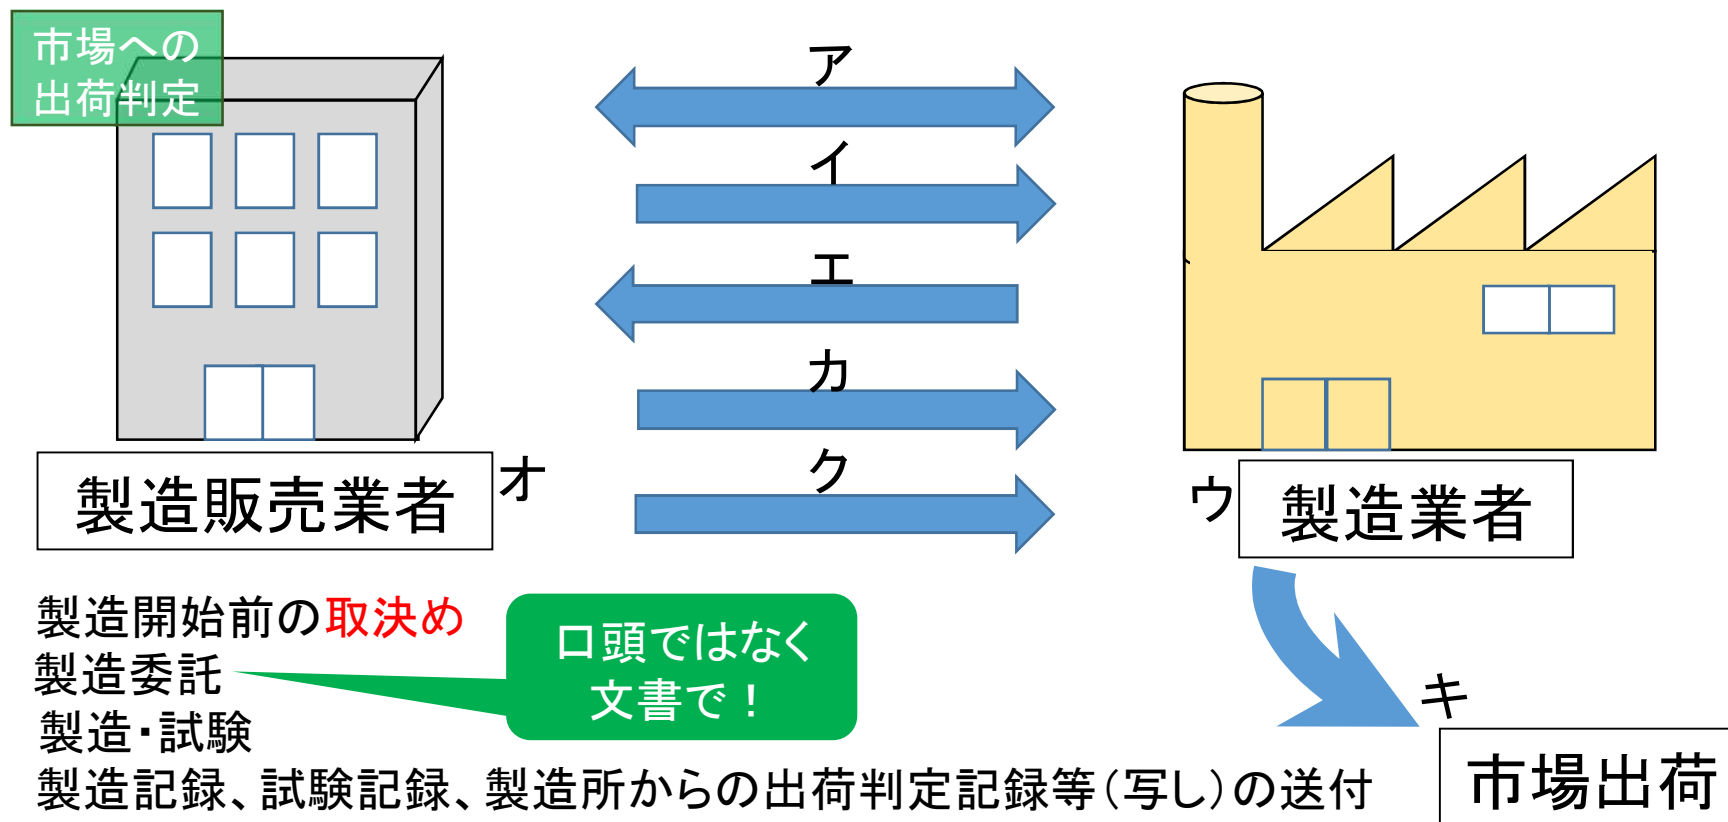 市場への
出荷判定
ア
イ
エ
カ
ク
製造販売業者
オ
ウ
製造業者
製造開始前の取決め
製造委託
製造・試験
製造記録、試験記録、製造所からの出荷判定記録等(写し)の送付
口頭ではなく
文書で!
キ
市場出荷